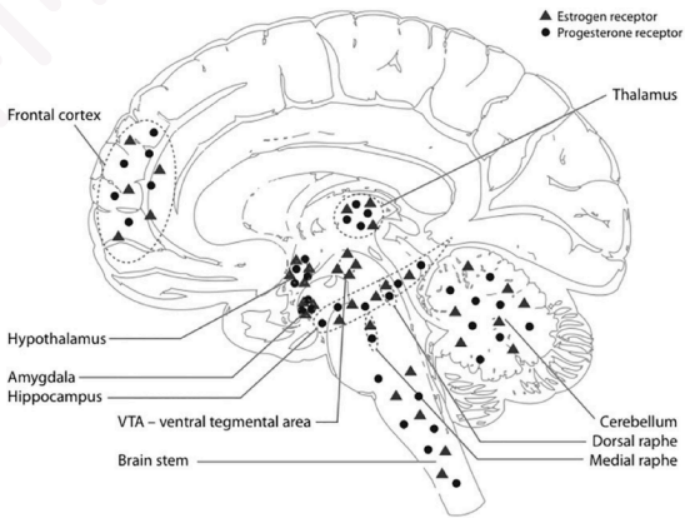 Estrogen receptor
Progesterone receptor
Thalamus
Frontal cortex
Hypothalamus
Amygdala
Hippocampus
VTA – ventral tegmental area
Brain stem
Cerebellum
Dorsal raphe
Medial raphe